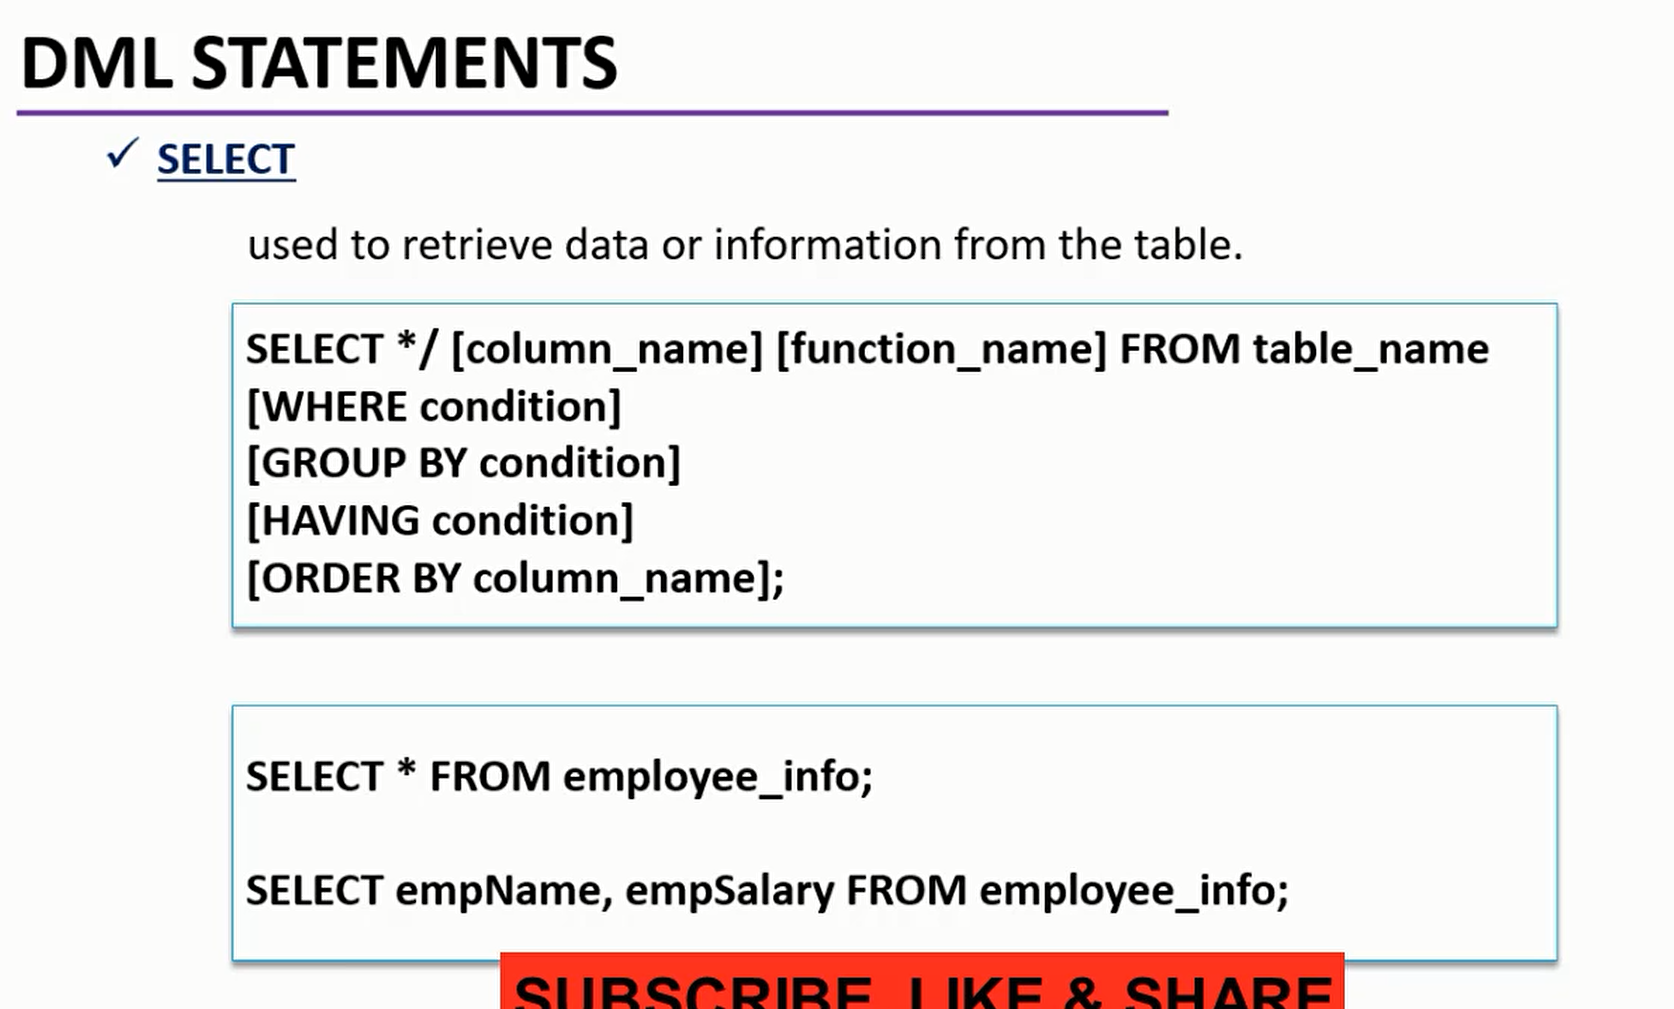 DML STATEMENTS
✓ SELECT
used to retrieve data or information from the table.
SELECT */ [column_name] [function_name] FROM table_name
[WHERE condition]
[GROUP BY condition]
[HAVING condition]
[ORDER BY column_name];
SELECT * FROM employee_info;
SELECT empName, empSalary FROM employee_info;
SUBSCRIBE, LIKE & SHARE